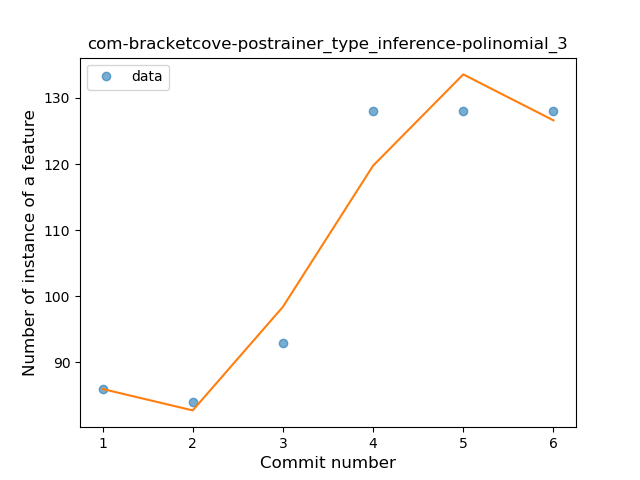 com-bracketcove-postrainer_type_inference-polinomial_3
data
Number of instance of a feature
130
120
110
100
90
1 2 3 4 5 6
Commit number